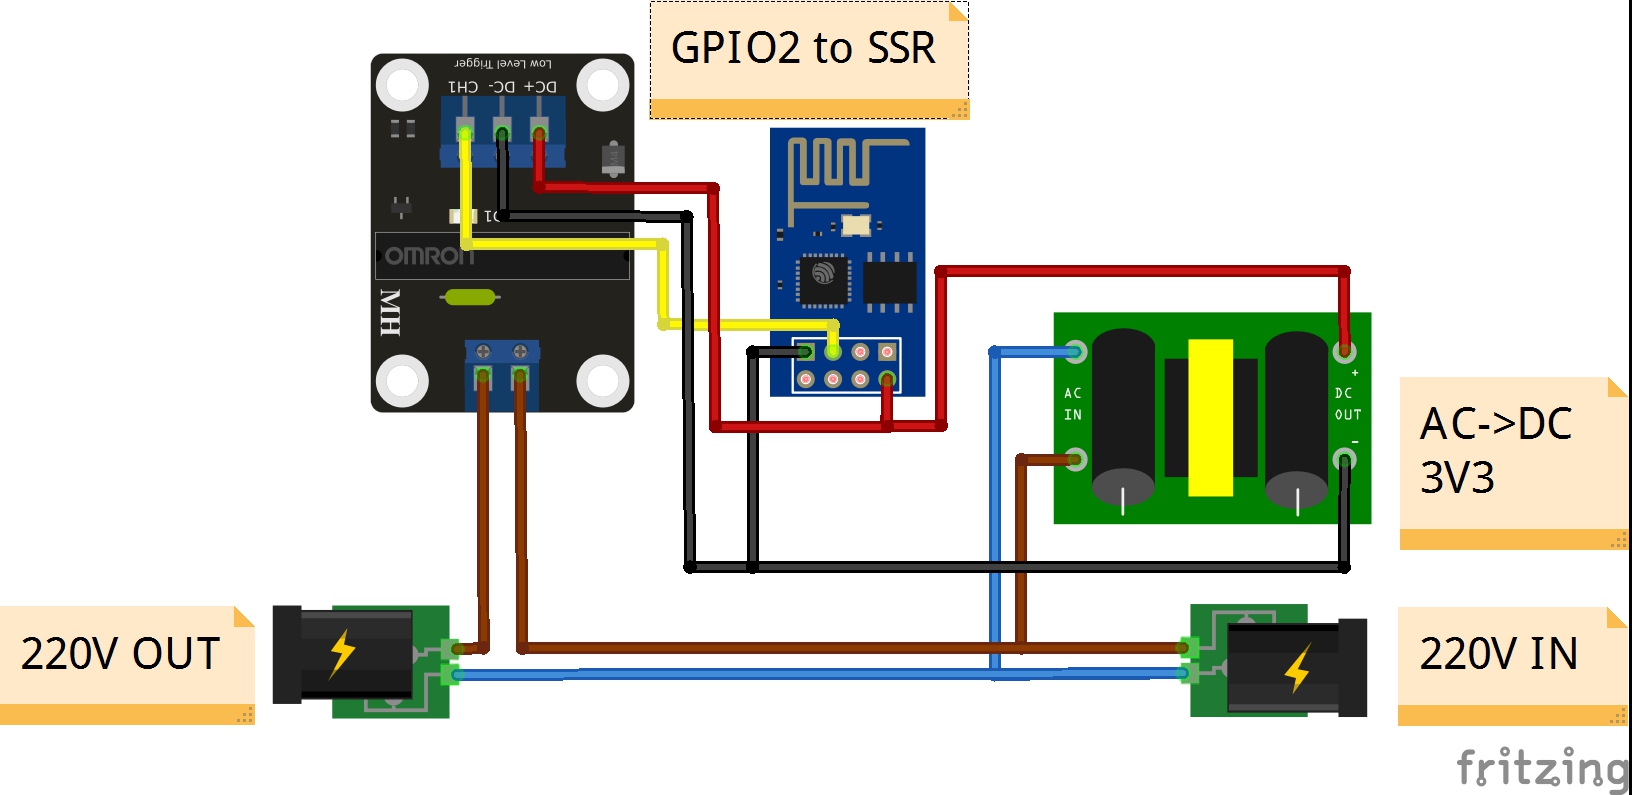 GPIO2 to SSR
Low Level Trigger
DC+ DC- CH1
OMRON
MH
AC
IN
+
DC
OUT
-
AC->DC
3V3
220V OUT
220V IN
fritzing